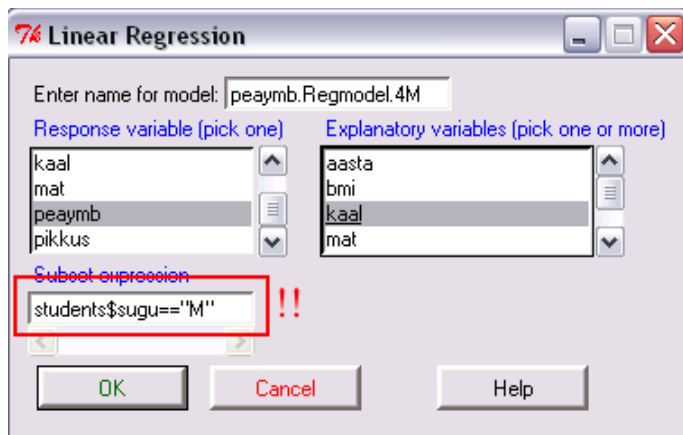 Linear Regression
Enter name for model: peaymb.Regmodel.4M
Response variable (pick one) Explanatory variables (pick one or more)
kaal aasta
mat bmi
peaymb kaal
pikkus mat
Subset expression
students$sugu=="M" !!
OK Cancel Help